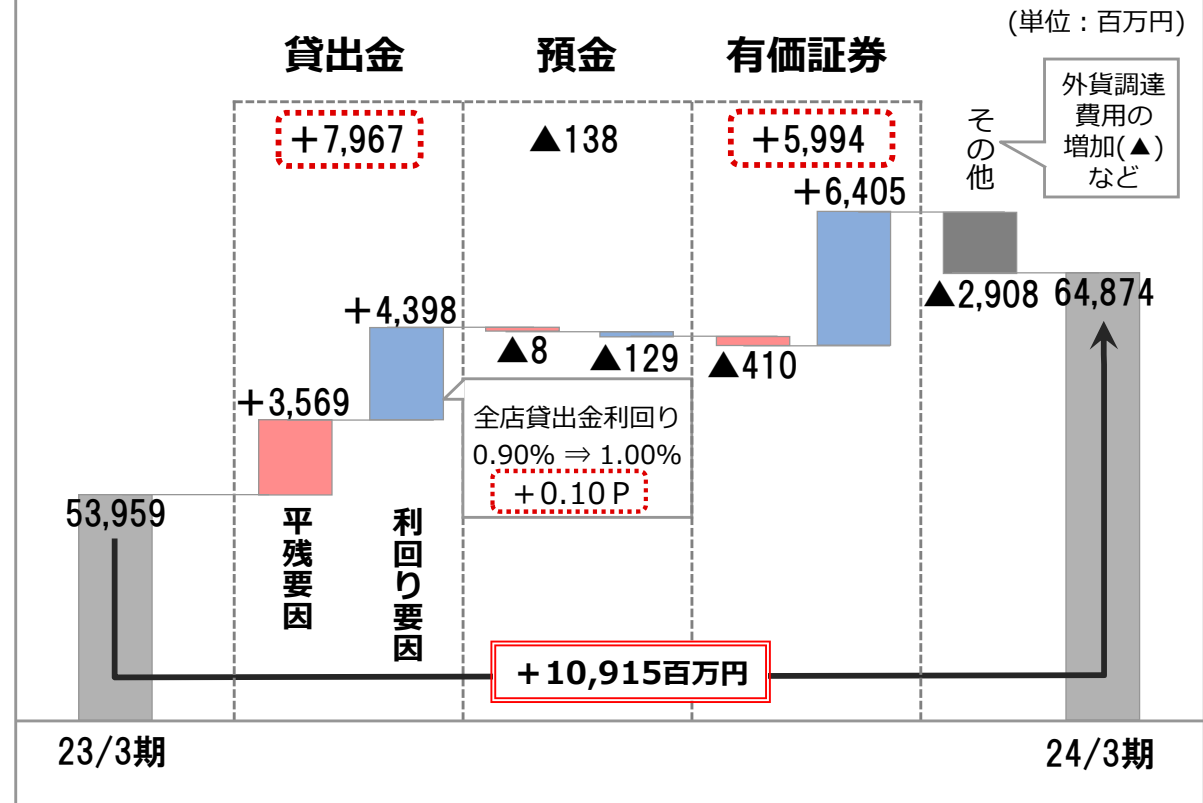 (単位：百万円)
貸出金
預金
有価証券
＋7,967
▲138
＋5,994
その他
外貨調達
費用の
増加(▲)
など
＋6,405
▲2,908
64,874
＋4,398
▲8
▲129
▲410
＋3,569
全店貸出金利回り
0.90% ⇒ 1.00%
＋0.10Ｐ
53,959
平残要因
利回り要因
＋10,915百万円
23/3期
24/3期